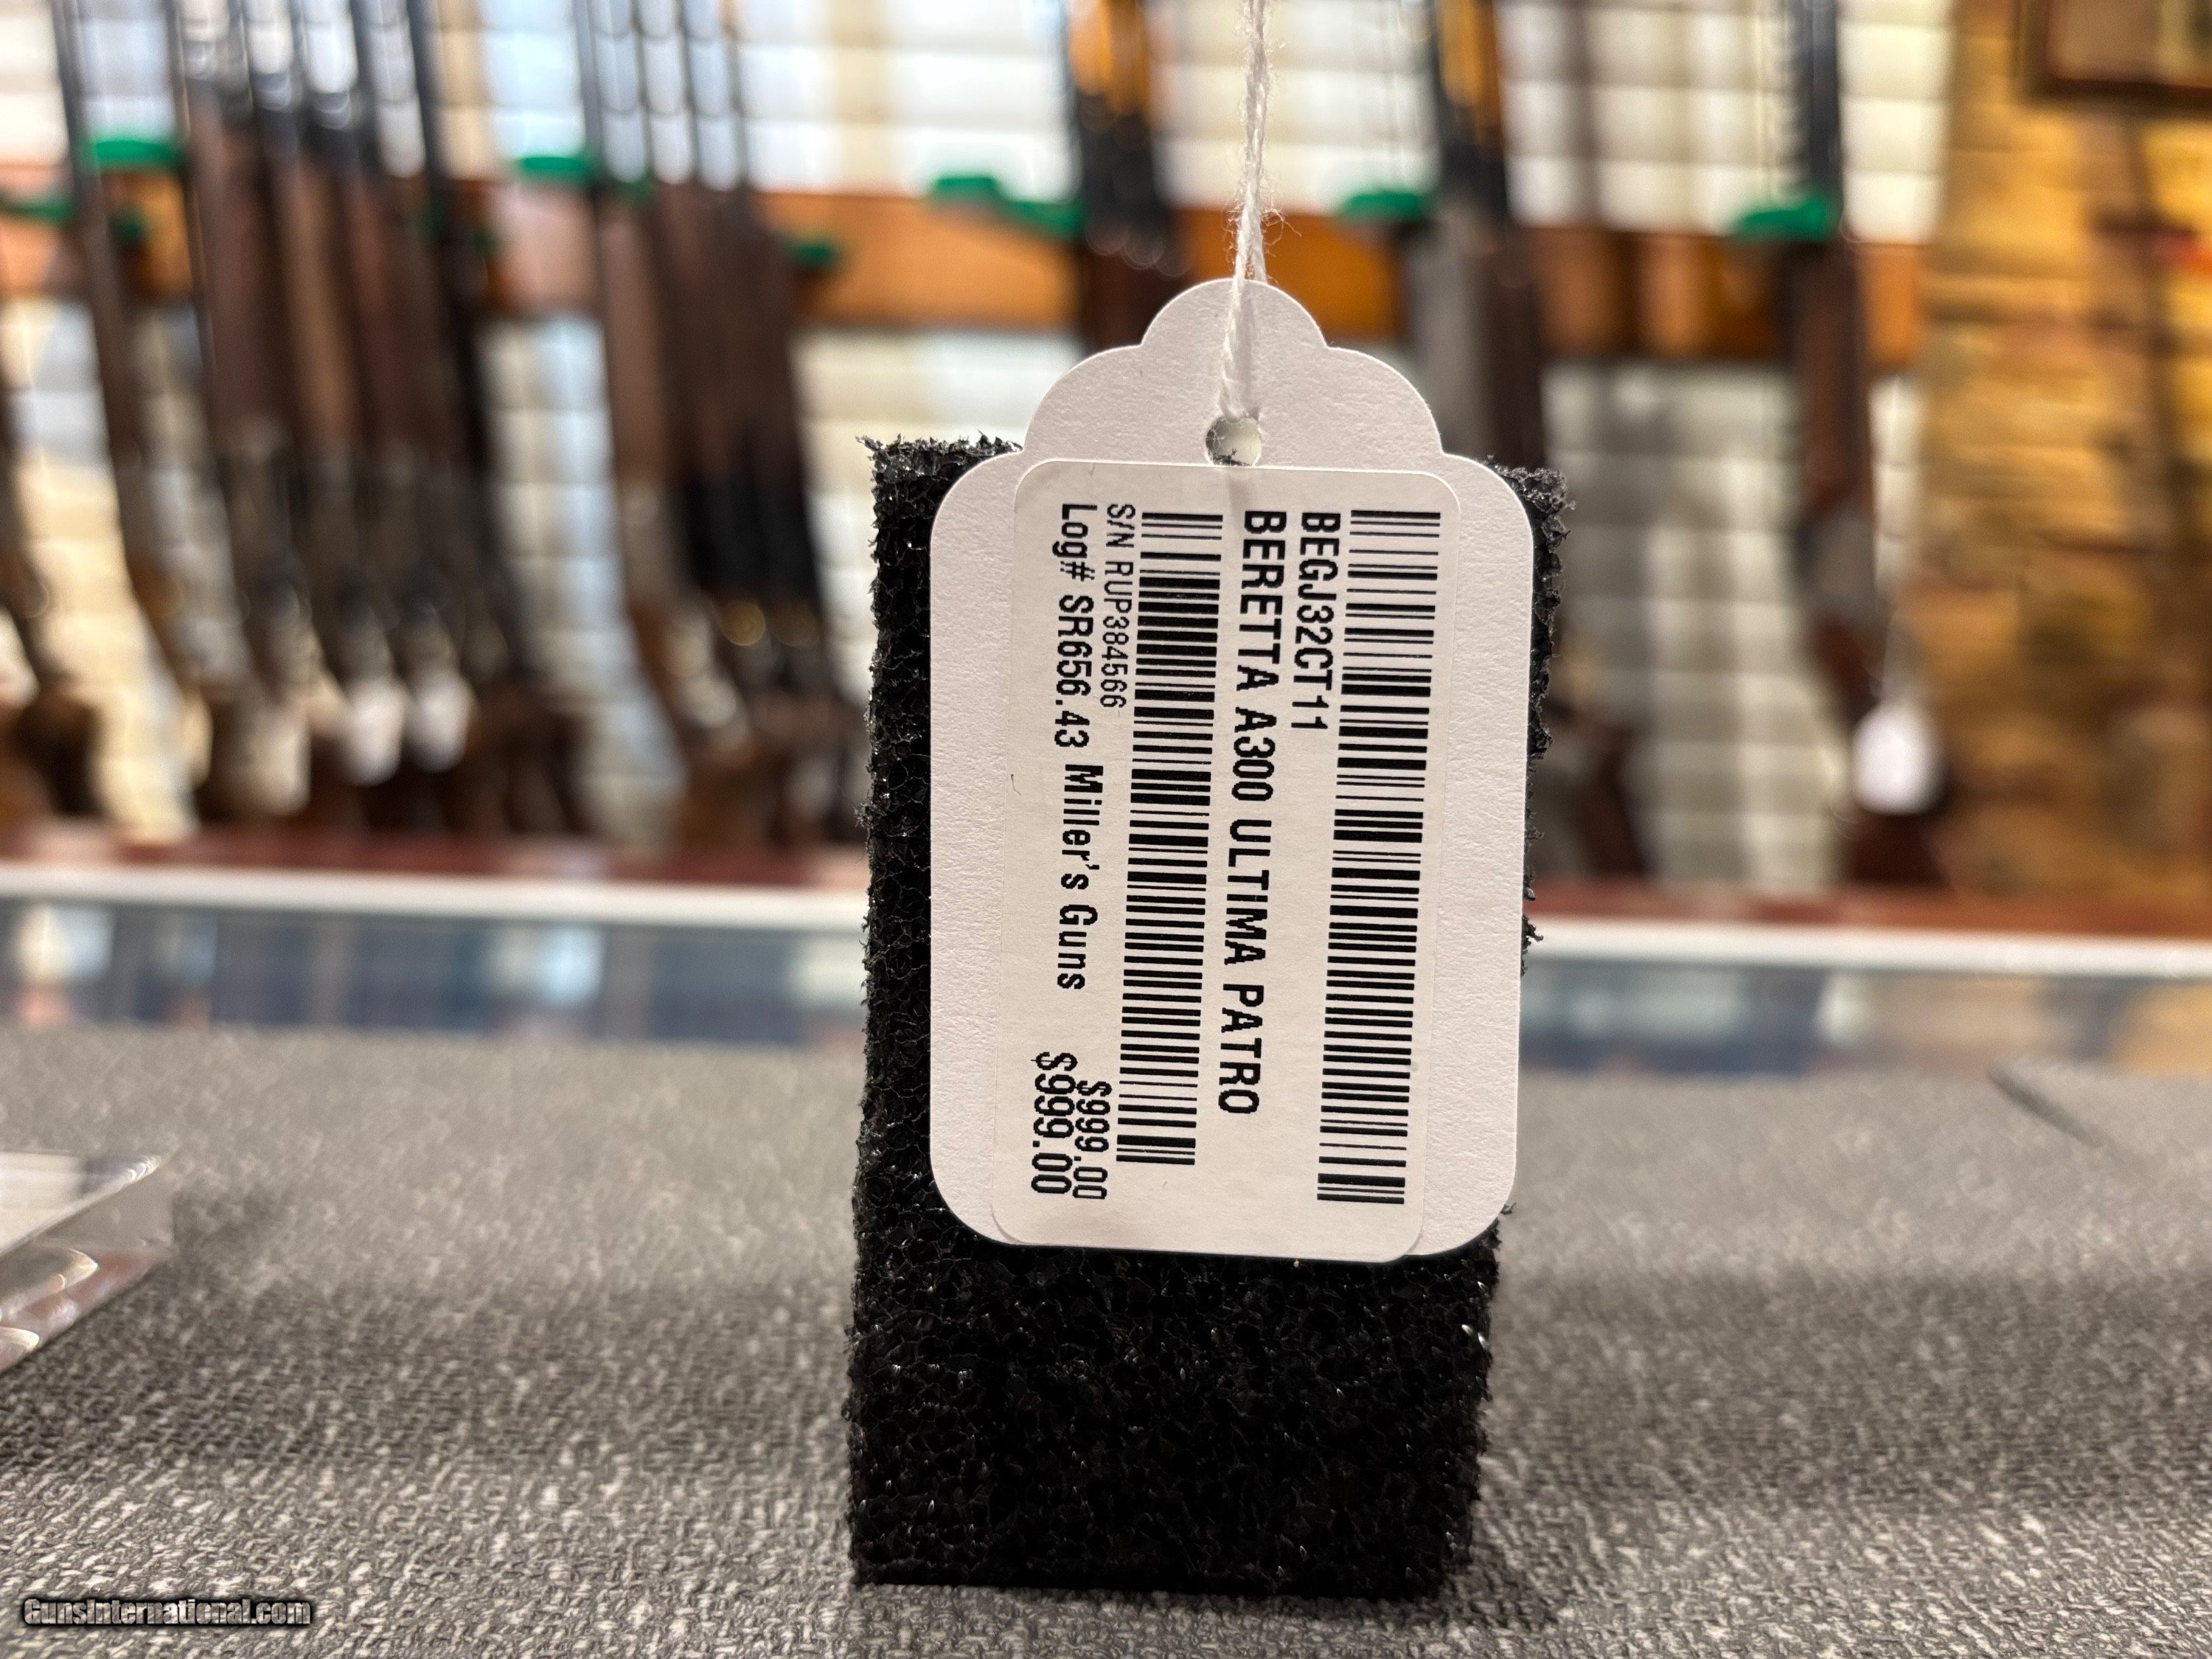 BEGJ32CT11
BERETTA A300 ULTIMA PATRO
S/N RUP384566
$999.00
Log# SR656.43 Miller's Guns
$999.00
GunsInternational.com